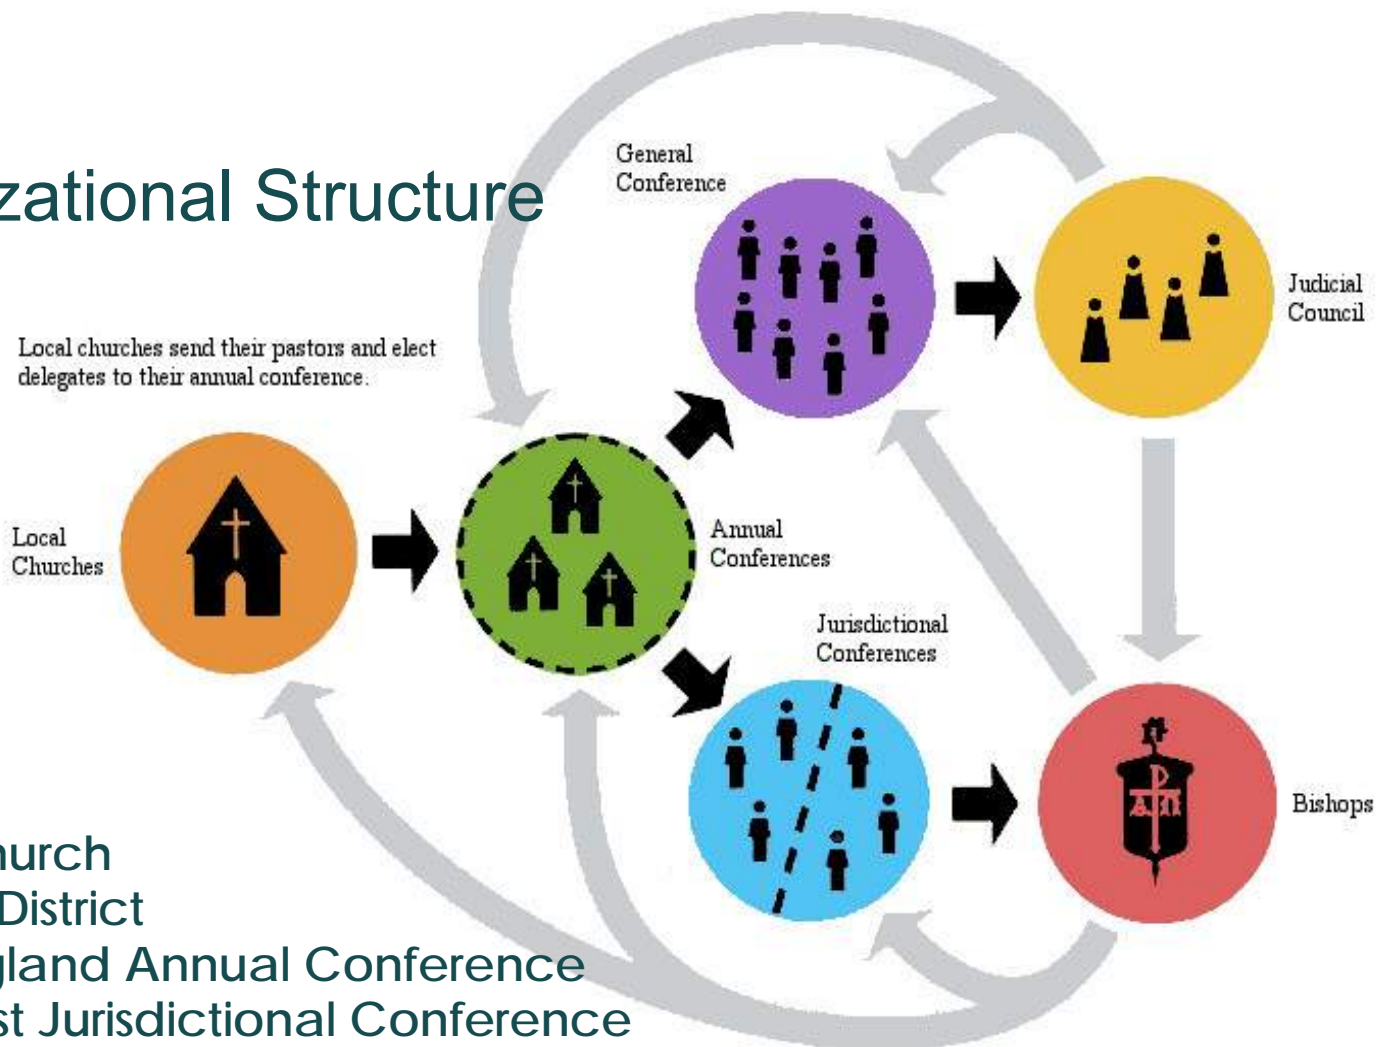 zational Structure
General
Conference
Judicial
Council
Local churches send their pastors and elect
delegates to their annual conference.
Local
Churches
Annual
Conferences
Jurisdictional
Conferences
Bishops
hurch
District
gland Annual Conference
st Jurisdictional Conference